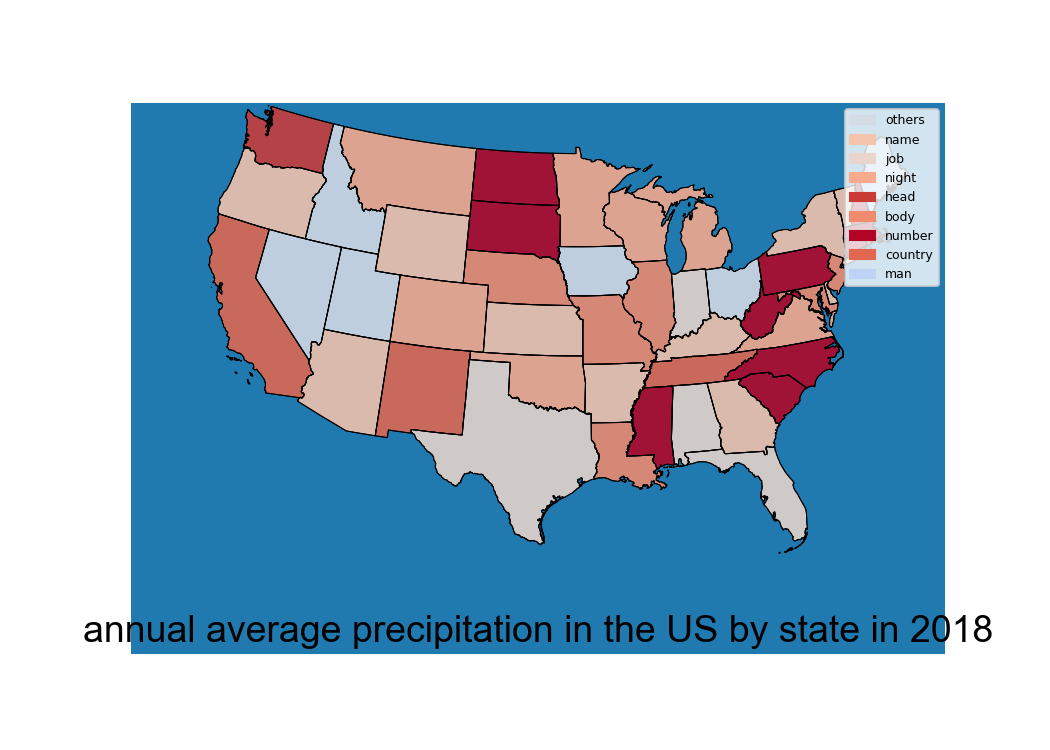 others
name
job
night
head
body
number
country
man
annual average precipitation in the US by state in 2018